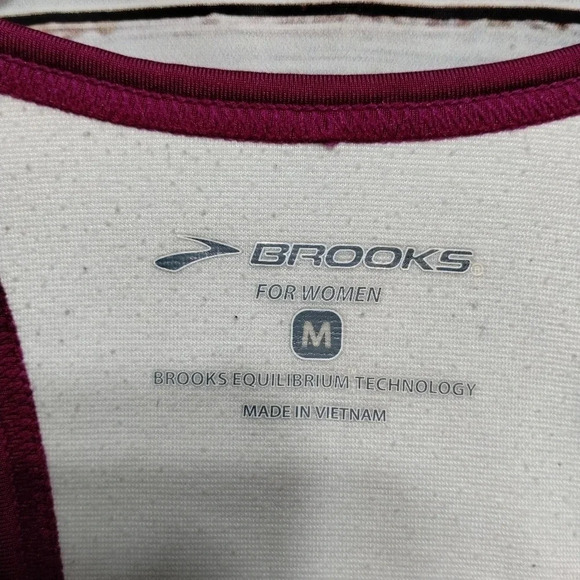 BROOKS
FOR WOMEN
M
BROOKS EQUILIBRIUM TECHNOLOGY
MADE IN VIETNAM